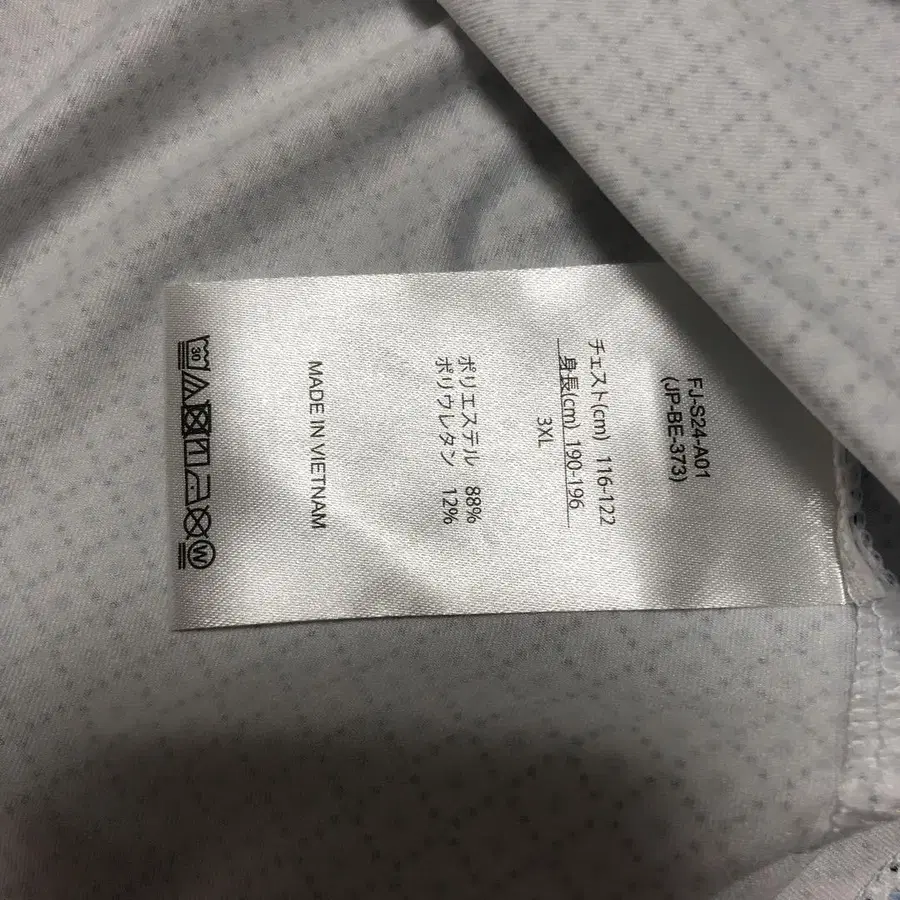 FJ-S24-A01
(JP-BE-373)
チェスト(cm) 116-122
身長(cm) 190-196
3XL
ポリエステル 88%
ポリウレタン 12%
MADE IN VIETNAM
30
W